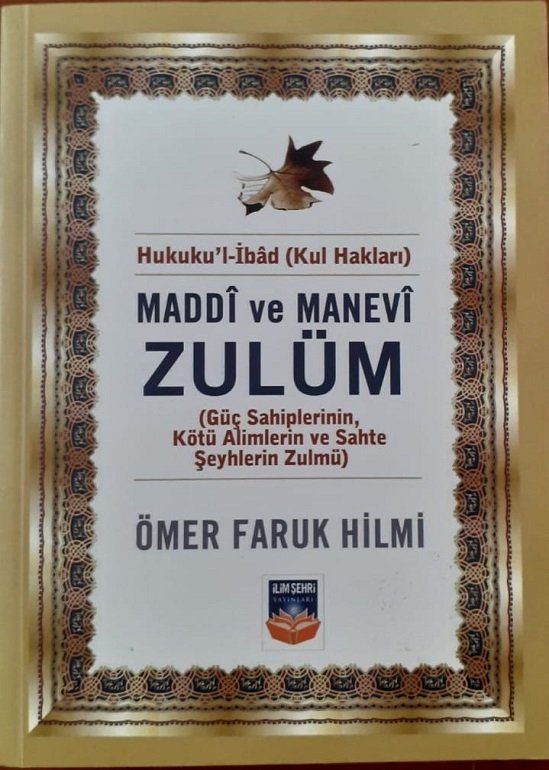 Hukuku'l-İbâd (Kul Hakları)
MADDÎ ve MANEVÎ
ZULÜM
(Güç Sahiplerinin,
Kötü Alimlerin ve Sahte
Şeyhlerin Zulmü)
ÖMER FARUK HİLMİ
İLİM ŞEHRİ
YAYINLARI